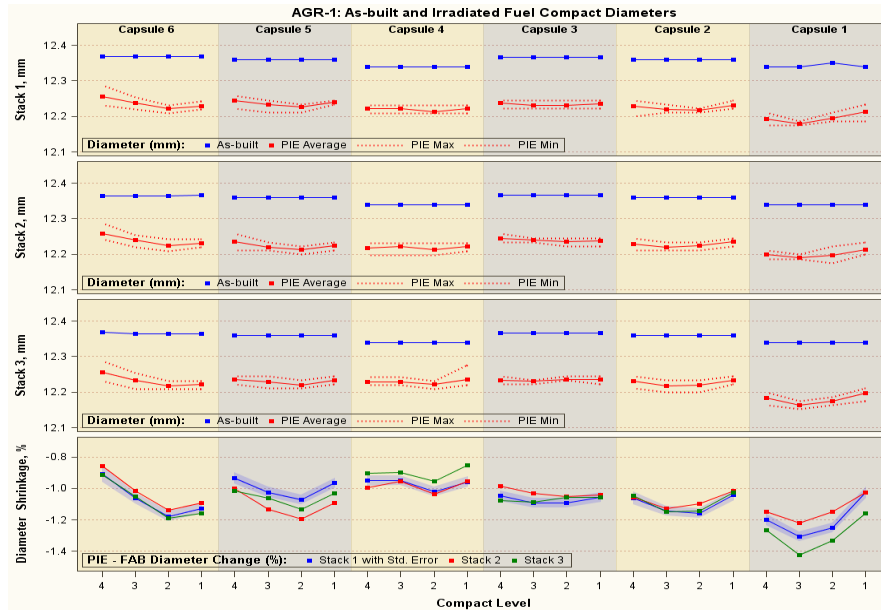 AGR-1: As-built and Irradiated Fuel Compact Diameters
Capsule 6 Capsule 5 Capsule 4 Capsule 3 Capsule 2 Capsule 1
Stack 1, mm
12.4
12.3
12.2
12.1
Diameter (mm): As-built PIE Average PIE Max PIE Min
Stack 2, mm
12.4
12.3
12.2
12.1
Diameter (mm): As-built PIE Average PIE Max PIE Min
Stack 3, mm
12.4
12.3
12.2
12.1
Diameter (mm): As-built PIE Average PIE Max PIE Min
Diameter Shrinkage, %
-0.8
-1.0
-1.2
-1.4
PIE - FAB Diameter Change (%): Stack 1 with Std. Error Stack 2 Stack 3
4 3 2 1 4 3 2 1 4 3 2 1 4 3 2 1 4 3 2 1 4 3 2 1
Compact Level